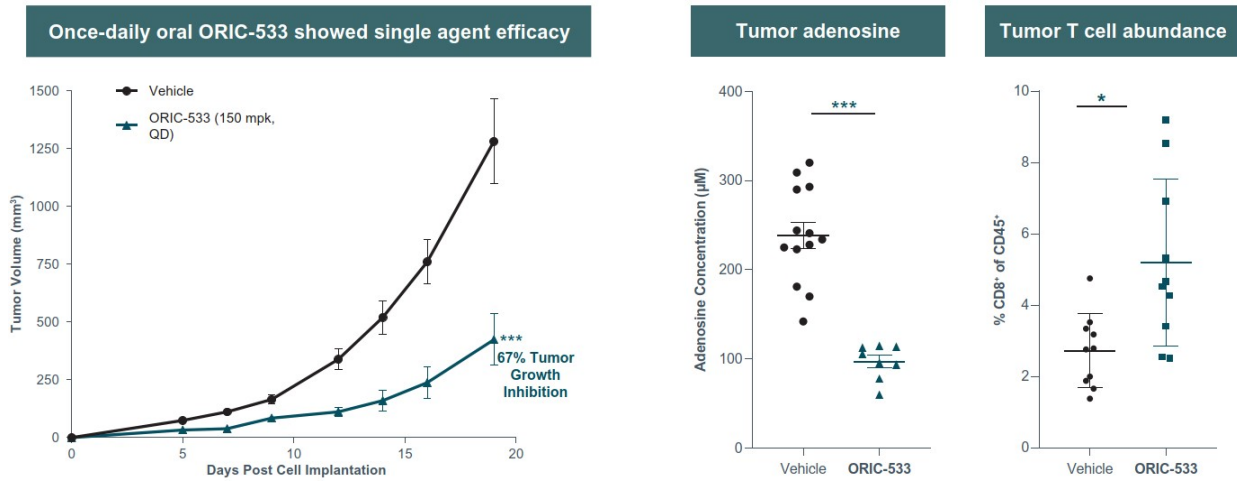 Once-daily oral ORIC-533 showed single agent efficacy
Vehicle
ORIC-533 (150 mpk,
QD)
Tumor Volume (mm³)
1500
1250
1000
750
500
250
0
0
5
10
15
20
Days Post Cell Implantation
***
67% Tumor
Growth
Inhibition
Tumor adenosine
Adenosine Concentration (µM)
400
300
200
100
0
***
Vehicle
ORIC-533
Tumor T cell abundance
% CD8⁺ of CD45⁺
10
8
6
4
2
0
*
Vehicle
ORIC-533